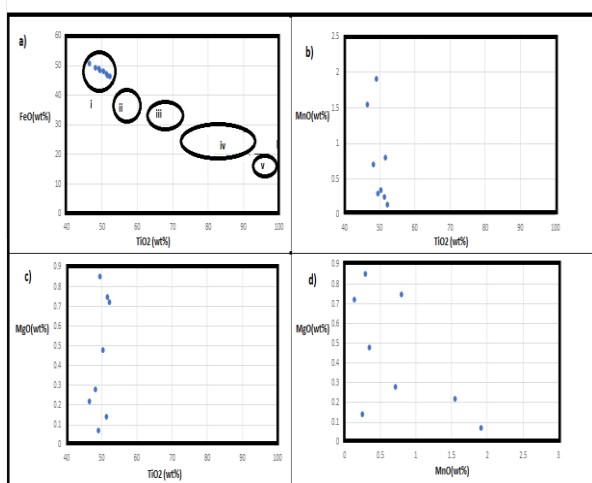 a)
60
50
40
30
20
10
0
FeO(wt%)
i
ii
iii
iv
v
40 50 60 70 80 90 100
TiO2 (wt%)
b)
2.5
2
1.5
1
0.5
0
MnO(wt%)
40 50 60 70 80 90 100
TiO2 (wt%)
c)
0.9
0.8
0.7
0.6
0.5
0.4
0.3
0.2
0.1
0
MgO(wt%)
40 50 60 70 80 90 100
TiO2 (wt%)
d)
0.9
0.8
0.7
0.6
0.5
0.4
0.3
0.2
0.1
0
MgO(wt%)
0 0.5 1 1.5 2 2.5 3
MnO(wt%)